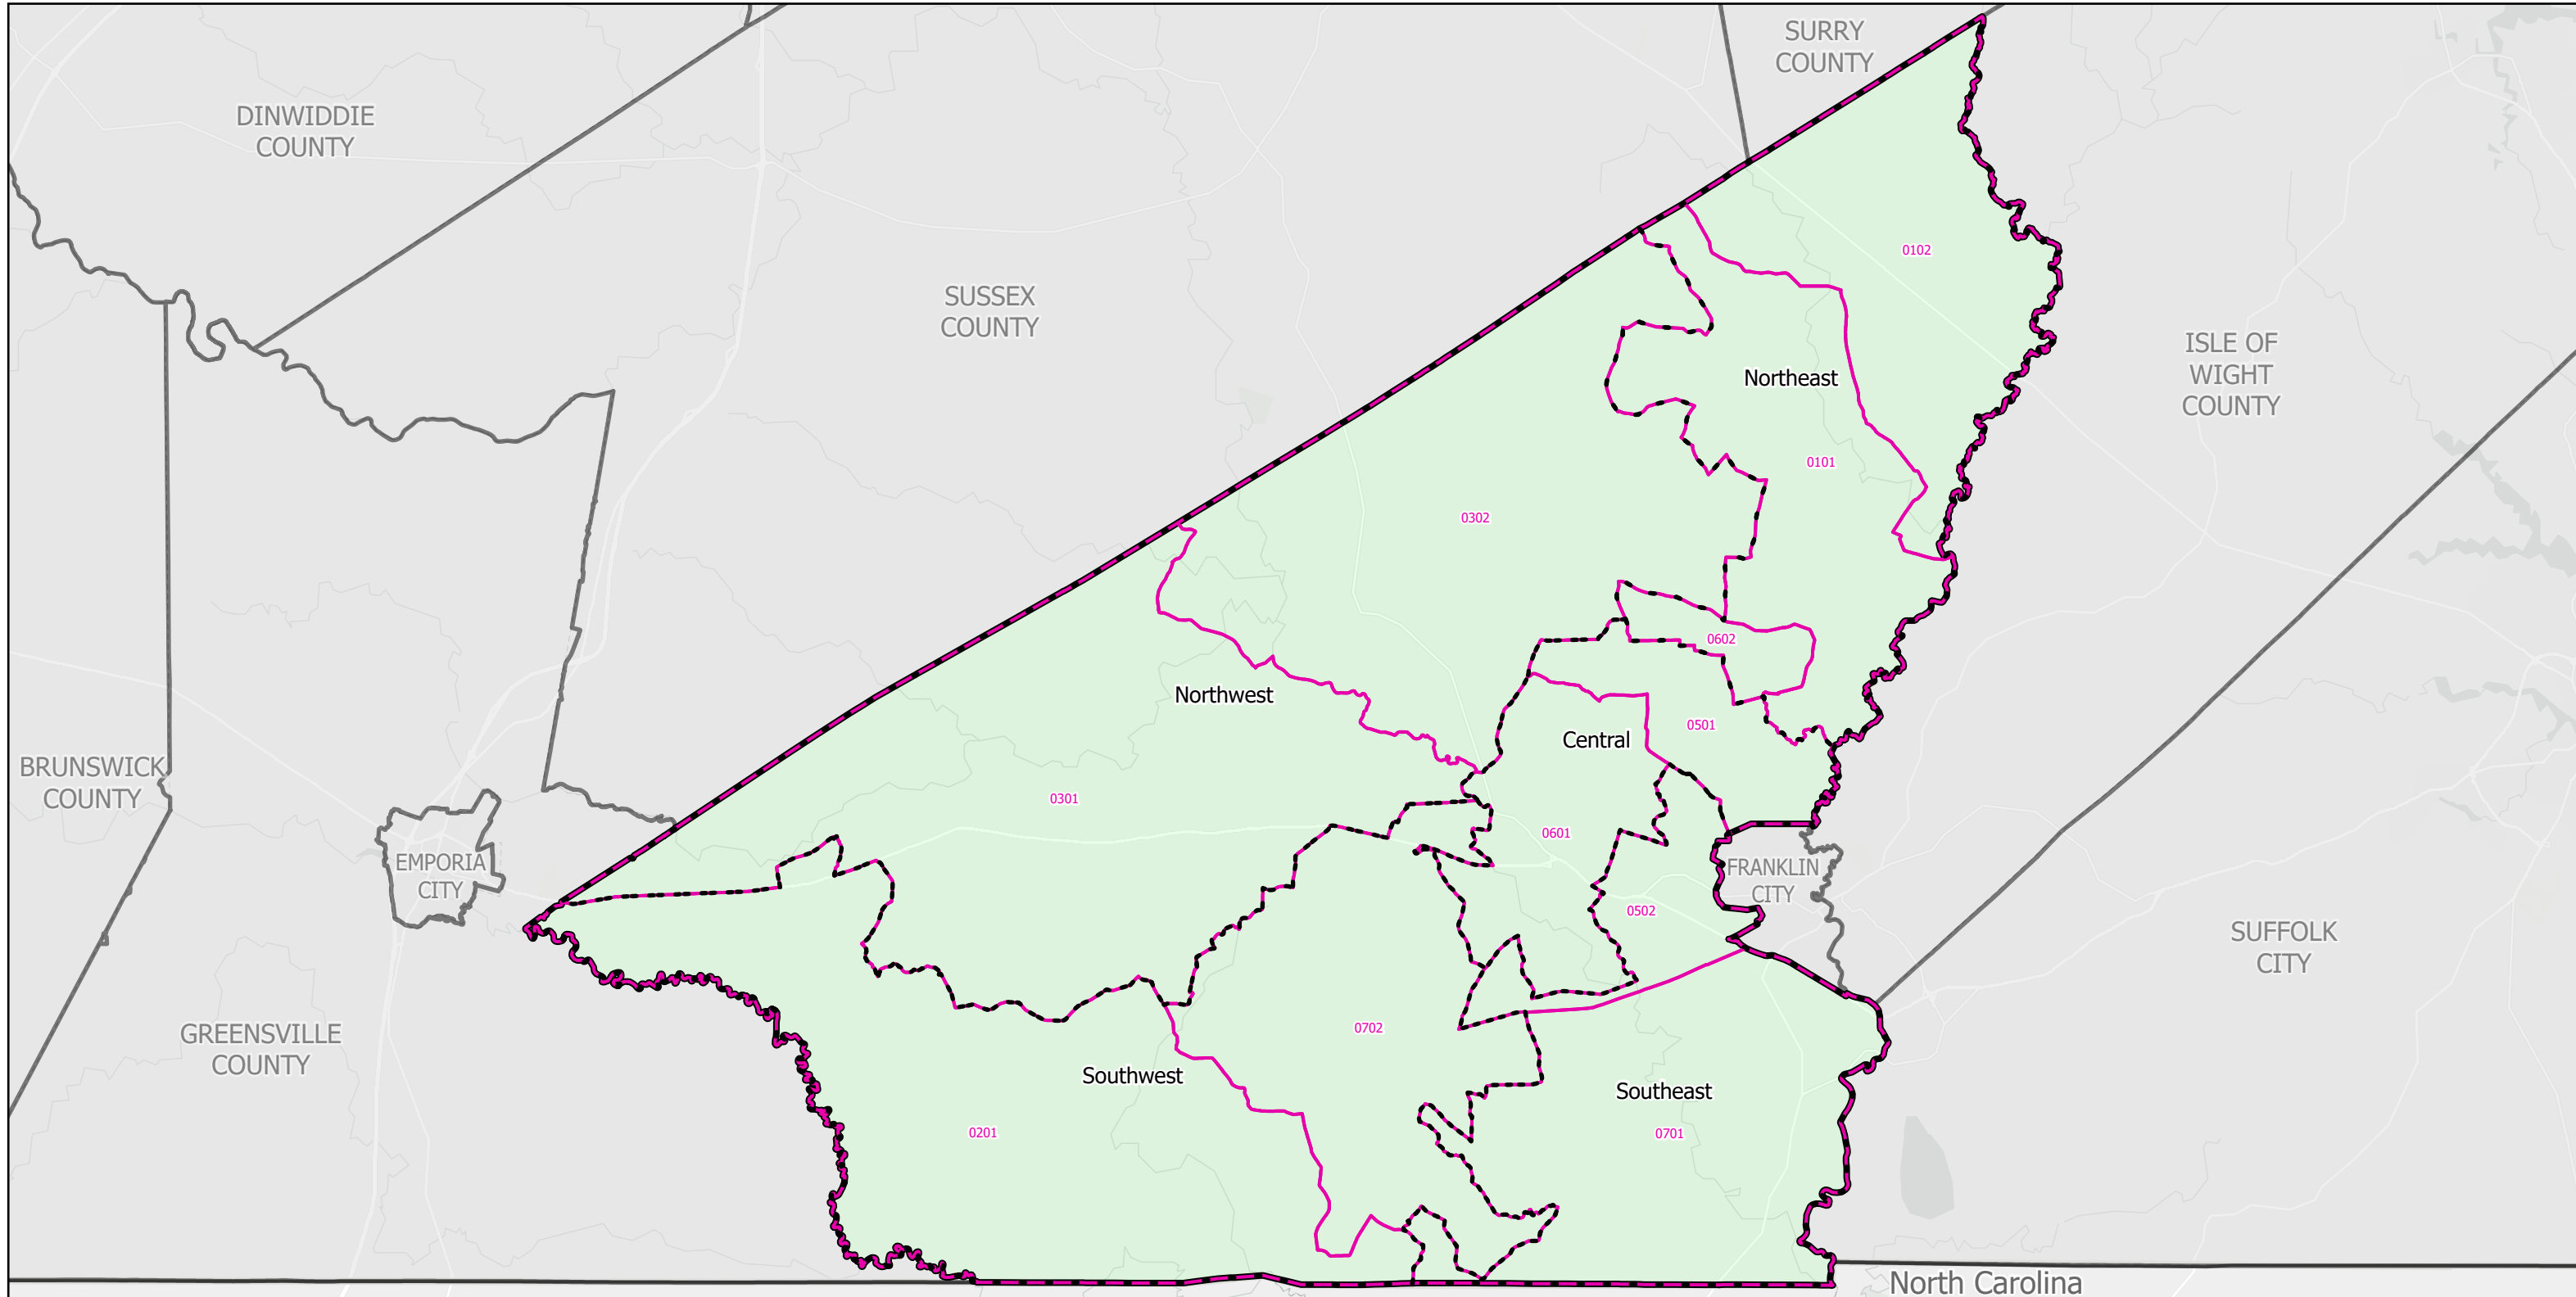 SURRY
COUNTY
DINWIDDIE
COUNTY
0102
SUSSEX
COUNTY
ISLE OF
WIGHT
COUNTY
Northeast
0101
0302
0602
Northwest
0501
Central
BRUNSWICK
COUNTY
0301
0601
EMPORIA
CITY
FRANKLIN
CITY
0502
SUFFOLK
CITY
GREENSVILLE
COUNTY
0702
Southwest
Southeast
0201
0701
North Carolina